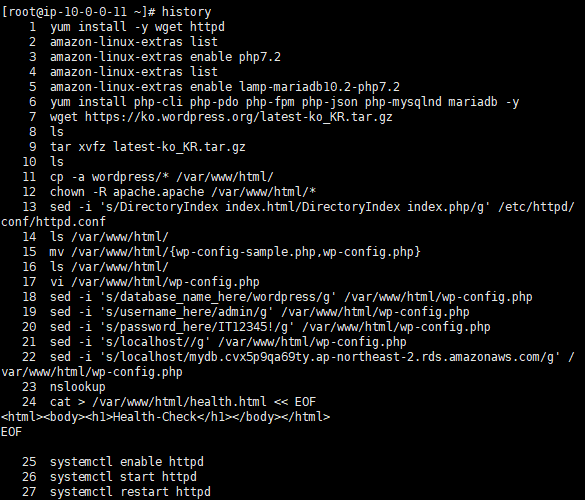 [root@ip-10-0-0-11 ~]# history
    1  yum install -y wget httpd
    2  amazon-linux-extras list
    3  amazon-linux-extras enable php7.2
    4  amazon-linux-extras list
    5  amazon-linux-extras enable lamp-mariadb10.2-php7.2
    6  yum install php-cli php-pdo php-fpm php-json php-mysqlnd mariadb -y
    7  wget https://ko.wordpress.org/latest-ko_KR.tar.gz
    8  ls
    9  tar xvfz latest-ko_KR.tar.gz
   10  ls
   11  cp -a wordpress/* /var/www/html/
   12  chown -R apache.apache /var/www/html/*
   13  sed -i 's/DirectoryIndex index.html/DirectoryIndex index.php/g' /etc/httpd/
conf/httpd.conf
   14  ls /var/www/html/
   15  mv /var/www/html/{wp-config-sample.php,wp-config.php}
   16  ls /var/www/html/
   17  vi /var/www/html/wp-config.php
   18  sed -i 's/database_name_here/wordpress/g' /var/www/html/wp-config.php
   19  sed -i 's/username_here/admin/g' /var/www/html/wp-config.php
   20  sed -i 's/password_here/IT12345!/g' /var/www/html/wp-config.php
   21  sed -i 's/localhost//g' /var/www/html/wp-config.php
   22  sed -i 's/localhost/mydb.cvx5p9qa69ty.ap-northeast-2.rds.amazonaws.com/g' /
var/www/html/wp-config.php
   23  nslookup
   24  cat > /var/www/html/health.html << EOF
<html><body><h1>Health-Check</h1></body></html>
EOF
   25  systemctl enable httpd
   26  systemctl start httpd
   27  systemctl restart httpd